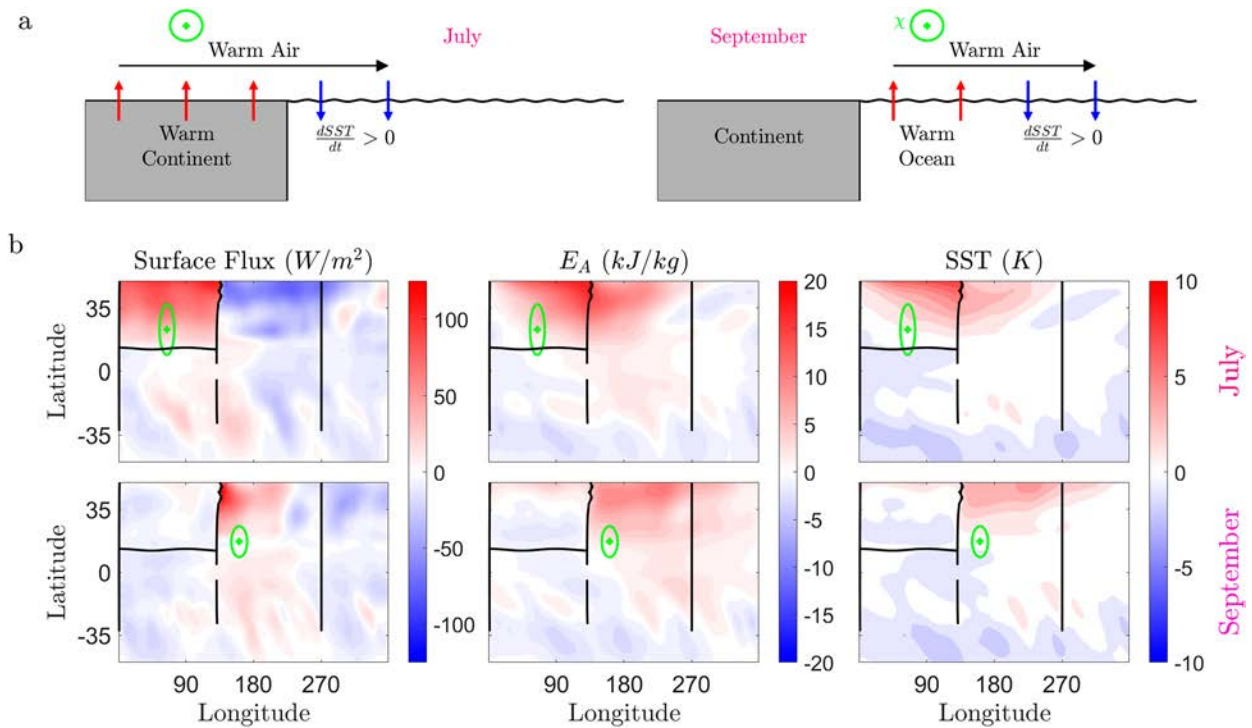 a
July
September
χ
Warm Air
Warm Air
Warm
Continent
dSST/dt > 0
Continent
Warm
Ocean
dSST/dt > 0
b
Surface Flux (W/m²)
E_A (kJ/kg)
SST (K)
Latitude
35
0
-35
100
50
0
-50
-100
20
15
10
5
0
-5
-10
-15
-20
10
5
0
-5
-10
July
Latitude
35
0
-35
September
90 180 270
90 180 270
90 180 270
Longitude
Longitude
Longitude